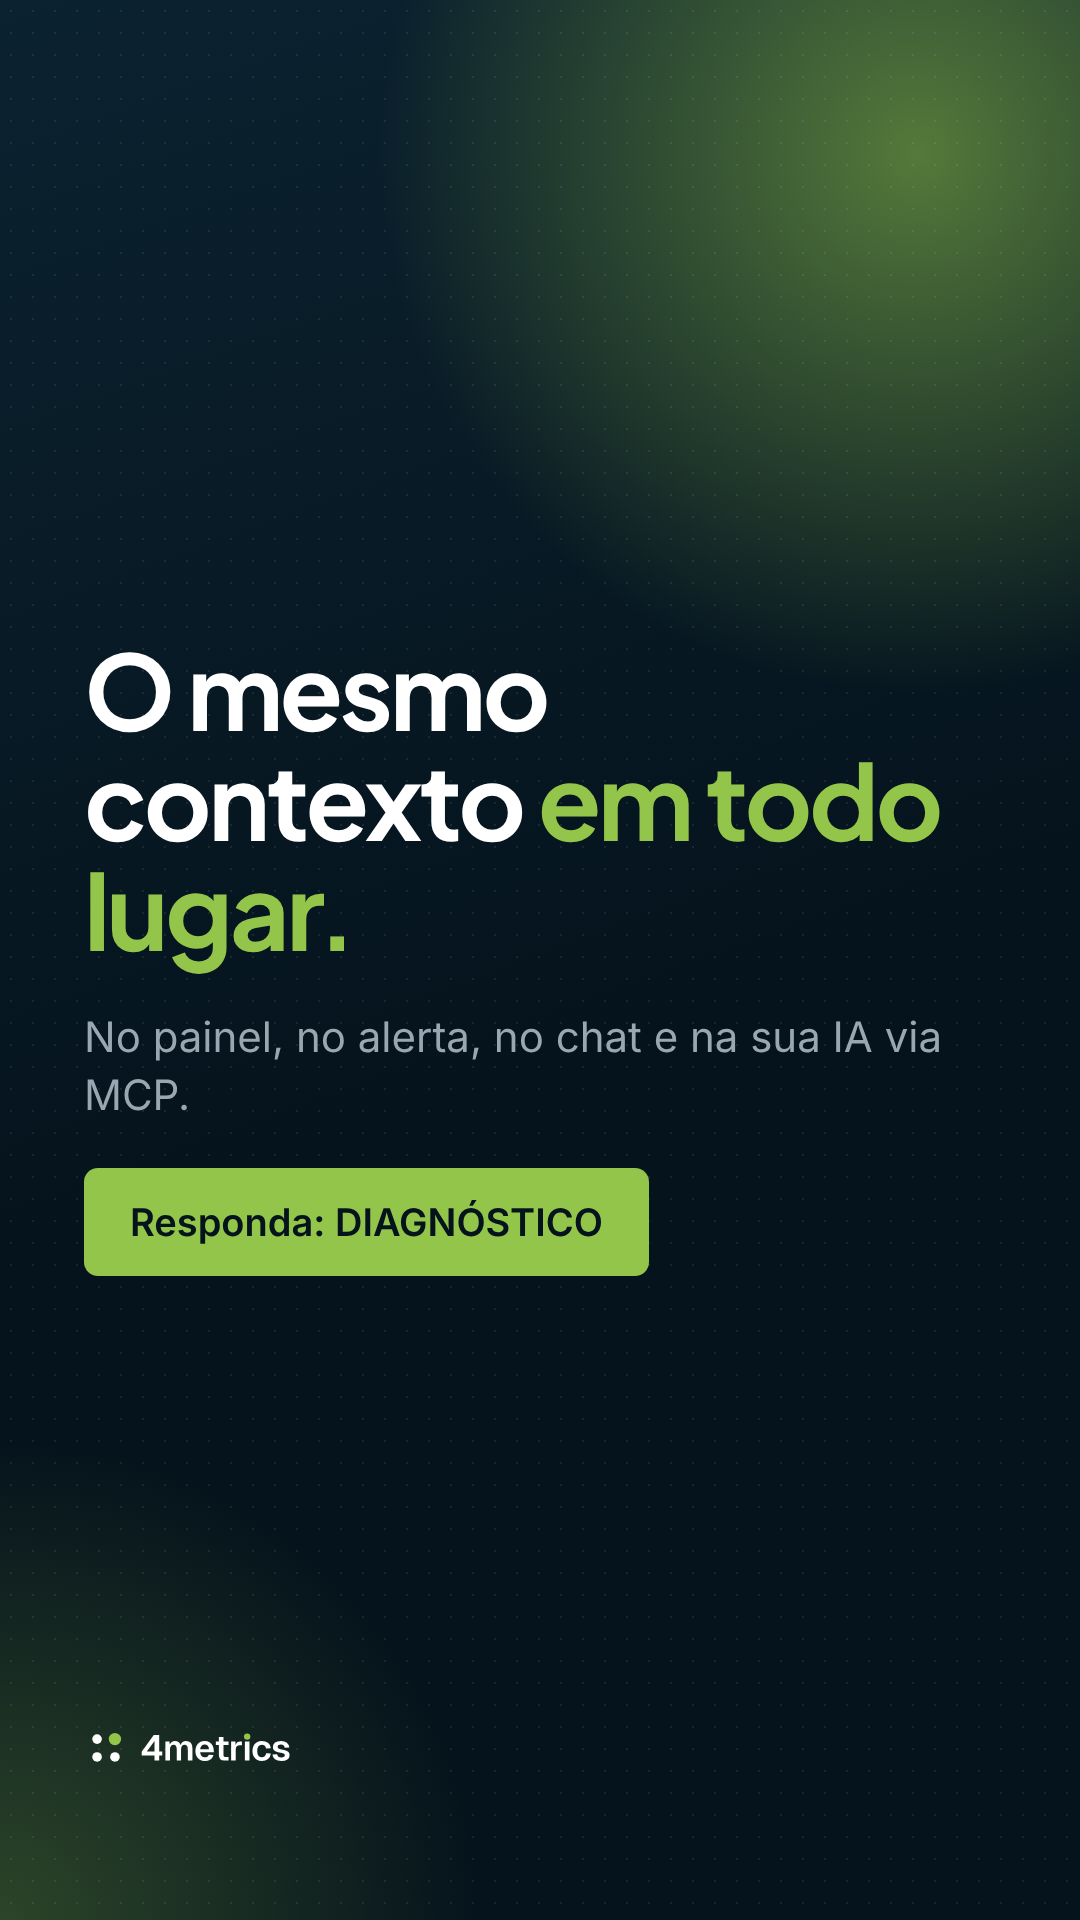 O mesmo
contexto em todo
lugar.
No painel, no alerta, no chat e na sua IA via
MCP.
Responda: DIAGNÓSTICO
4metrics